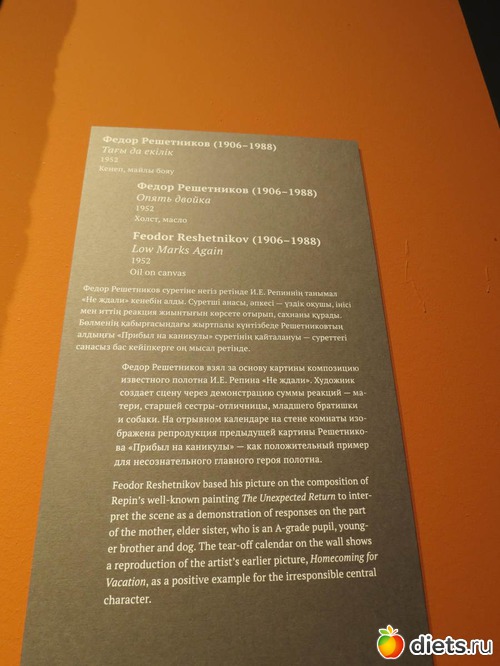 Федор Решетников (1906–1988)
Тағы да екілік
1952
Кенеп, майлы бояу
Федор Решетников (1906–1988)
Опять двойка
1952
Холст, масло
Feodor Reshetnikov (1906–1988)
Low Marks Again
1952
Oil on canvas
Федор Решетников суретіне негіз ретінде И.Е. Репиннің танымал
«Не ждали» кенебін алды. Суретші анасы, әпкесі — үздік оқушы, інісі
мен иттің реакция жиынтығын көрсете отырып, сахнаны құрады.
Бөлменің қабырғасындағы жыртпалы күнтізбеде Решетниковтың
алдыңғы «Прибыл на каникулы» суретінің қайталануы — суреттегі
санасыз бас кейіпкерге оң мысал ретінде.
Федор Решетников взял за основу картины композицию
известного полотна И.Е. Репина «Не ждали». Художник
создает сцену через демонстрацию суммы реакций — ма-
тери, старшей сестры-отличницы, младшего братишки
и собаки. На отрывном календаре на стене комнаты изо-
бражена репродукция предыдущей картины Решетнико-
ва «Прибыл на каникулы» — как положительный пример
для несознательного главного героя полотна.
Feodor Reshetnikov based his picture on the composition of
Repin's well-known painting The Unexpected Return to inter-
pret the scene as a demonstration of responses on the part
of the mother, elder sister, who is an A-grade pupil, young-
er brother and dog. The tear-off calendar on the wall shows
a reproduction of the artist's earlier picture, Homecoming for
Vacation, as a positive example for the irresponsible central
character.
diets.ru